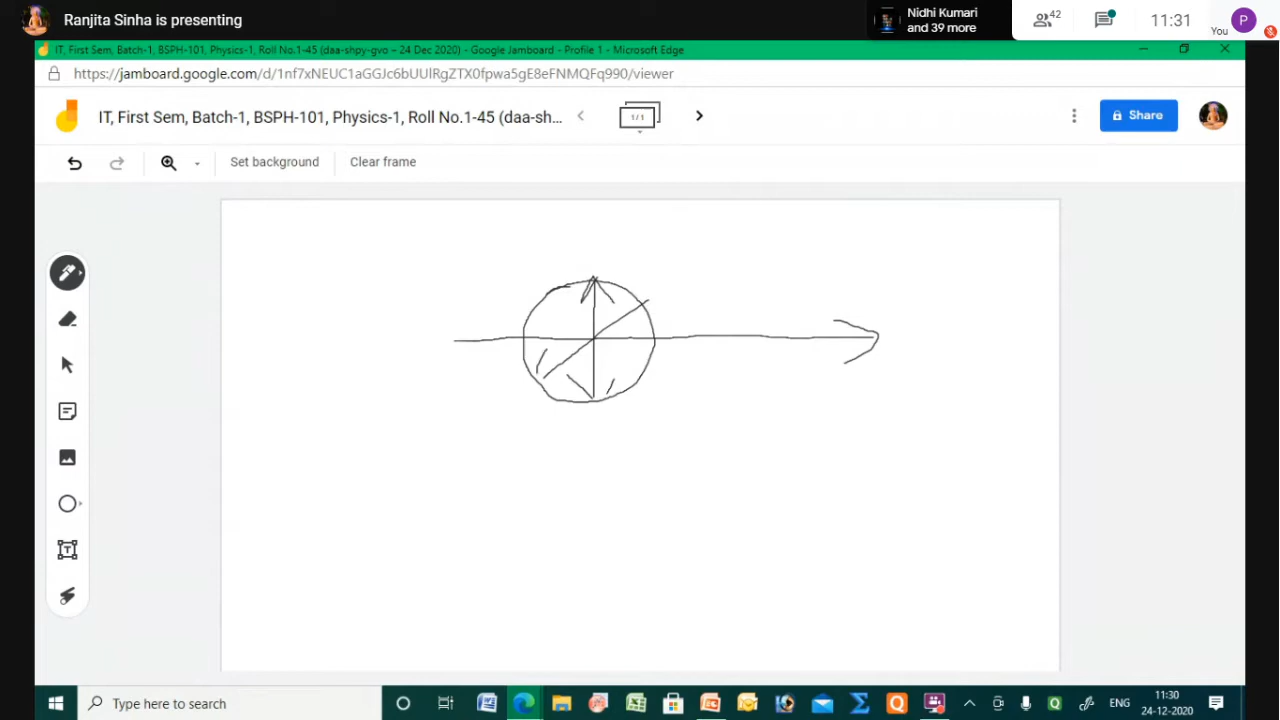 Ranjita Sinha is presenting
Nidhi Kumari
and 39 more
42
11:31
You
P
IT, First Sem, Batch-1, BSPH-101, Physics-1, Roll No.1-45 (daa-shpy-gvo – 24 Dec 2020) - Google Jamboard - Profile 1 - Microsoft Edge
https://jamboard.google.com/d/1nf7xNEUC1aGGJc6bUUlRgZTX0fpwa5gE8eFNMQFq990/viewer
IT, First Sem, Batch-1, BSPH-101, Physics-1, Roll No.1-45 (daa-sh...
1 / 1
Share
Set background
Clear frame
Type here to search
ENG
11:30
24-12-2020